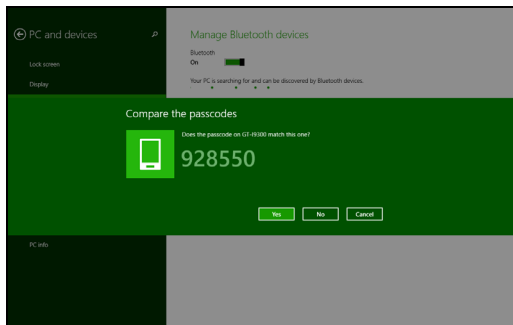 PC and devices
Lock screen
Display
PC info
Manage Bluetooth devices
Bluetooth
On
Your PC is searching for and can be discovered by Bluetooth devices.
Compare the passcodes
Does the passcode on GT-I9300 match this one?
928550
Yes
No
Cancel